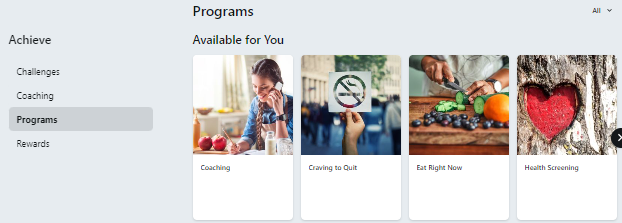 Programs
All
Achieve
Available for You
Challenges
Coaching
Programs
Rewards
Coaching
Craving to Quit
Eat Right Now
Health Screening